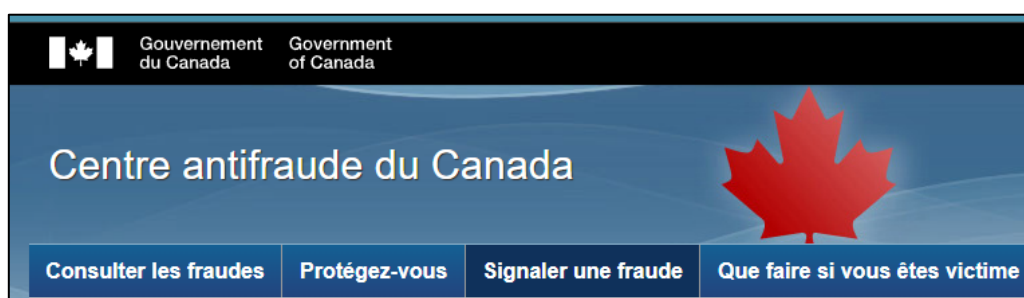 Gouvernement du Canada
Government of Canada
Centre antifraude du Canada
Consulter les fraudes
Protégez-vous
Signaler une fraude
Que faire si vous êtes victime